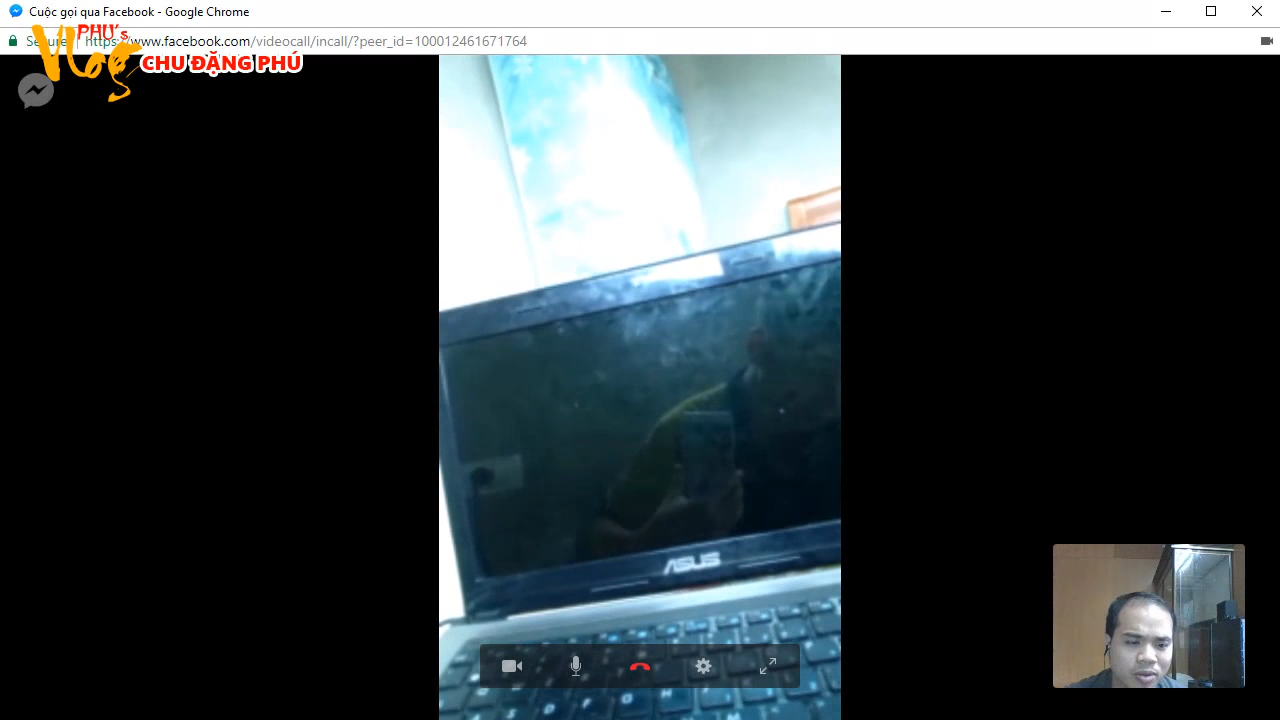 Cuộc gọi qua Facebook - Google Chrome
https://www.facebook.com/videocall/incall/?peer_id=100012461671764
PHU's
Vlog
CHU ĐẶNG PHÚ
ASUS